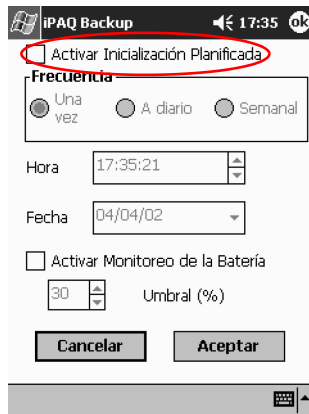 iPAQ Backup 17:35 ok
Activar Inicialización Planificada
Frecuencia
Una vez
A diario
Semanal
Hora 17:35:21
Fecha 04/04/02
Activar Monitoreo de la Batería
30 Umbral (%)
Cancelar Aceptar